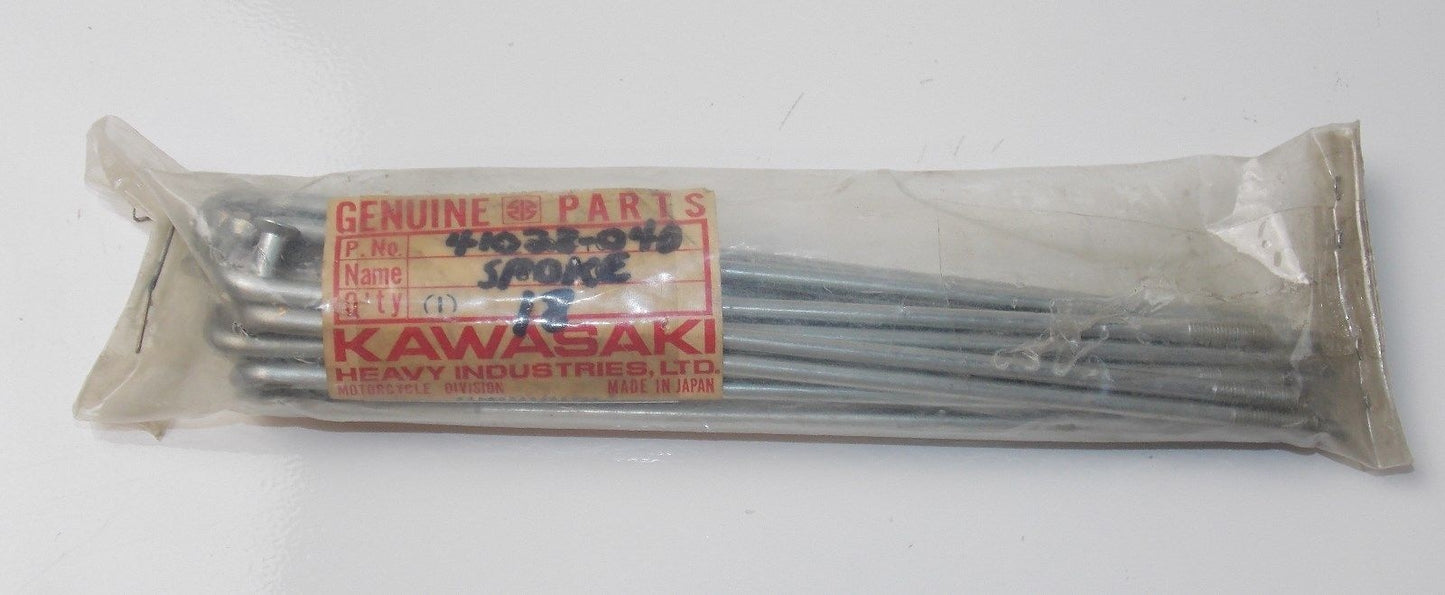 GENUINE PARTS
P. No. 41028-048
Name SPOKE
Q'ty (1) 18
KAWASAKI
HEAVY INDUSTRIES, LTD.
MOTORCYCLE DIVISION MADE IN JAPAN